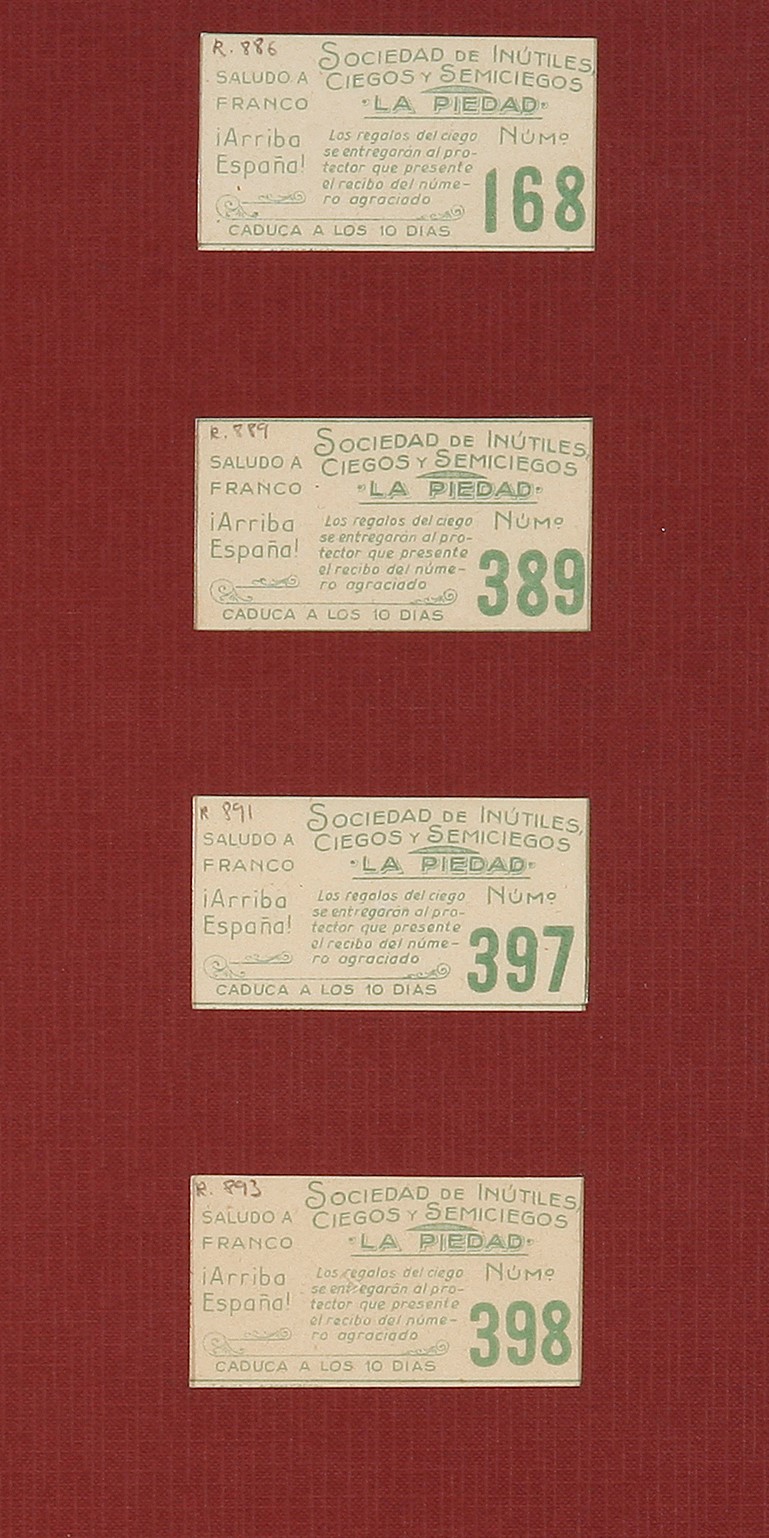 R. 886
SOCIEDAD DE INÚTILES,
CIEGOS Y SEMICIEGOS
·LA PIEDAD·
SALUDO A
FRANCO
¡Arriba
España!
Los regalos del ciego
se entregarán al pro-
tector que presente
el recibo del núme-
ro agraciado
NÚMº
168
CADUCA A LOS 10 DIAS
R. 889
SOCIEDAD DE INÚTILES,
CIEGOS Y SEMICIEGOS
·LA PIEDAD·
SALUDO A
FRANCO
¡Arriba
España!
Los regalos del ciego
se entregarán al pro-
tector que presente
el recibo del núme-
ro agraciado
NÚMº
389
CADUCA A LOS 10 DIAS
R 891
SOCIEDAD DE INÚTILES,
CIEGOS Y SEMICIEGOS
·LA PIEDAD·
SALUDO A
FRANCO
¡Arriba
España!
Los regalos del ciego
se entregarán al pro-
tector que presente
el recibo del núme-
ro agraciado
NÚMº
397
CADUCA A LOS 10 DIAS
R. 893
SOCIEDAD DE INÚTILES,
CIEGOS Y SEMICIEGOS
·LA PIEDAD·
SALUDO A
FRANCO
¡Arriba
España!
Los regalos del ciego
se entregarán al pro-
tector que presente
el recibo del núme-
ro agraciado
NÚMº
398
CADUCA A LOS 10 DIAS